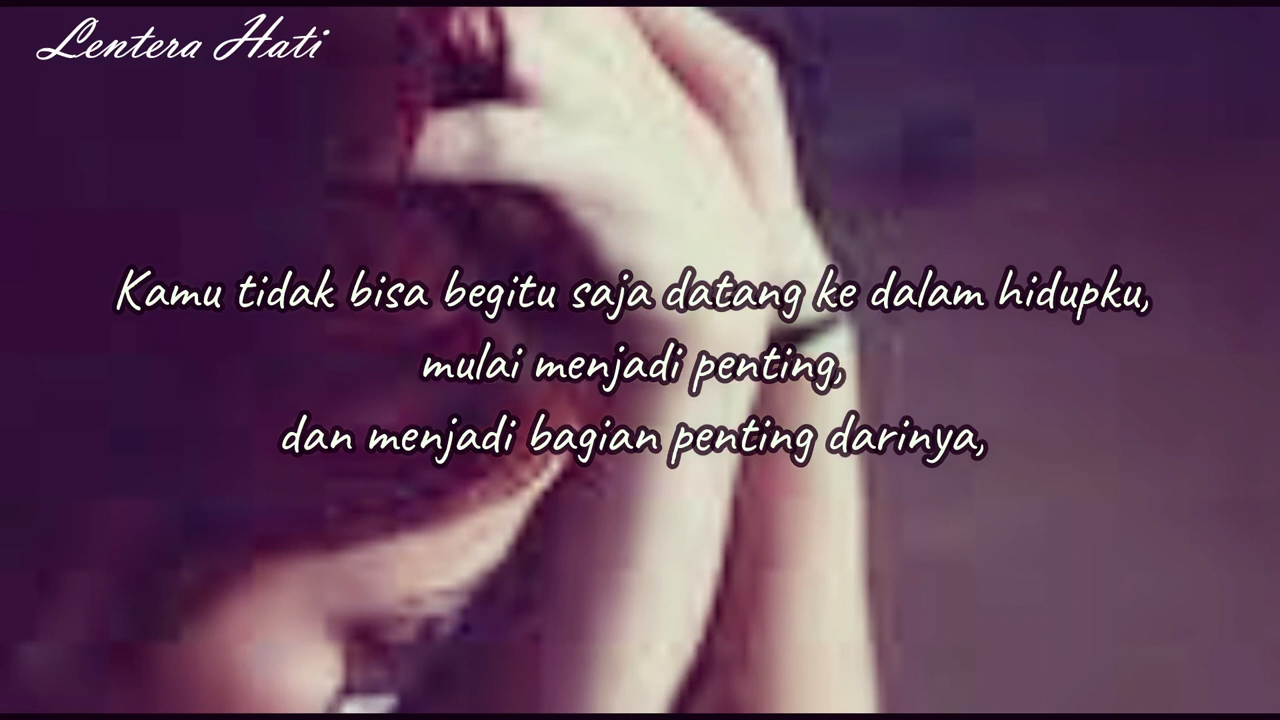 Lentera Hati
Kamu tidak bisa begitu saja datang ke dalam hidupku,
mulai menjadi penting,
dan menjadi bagian penting darinya,